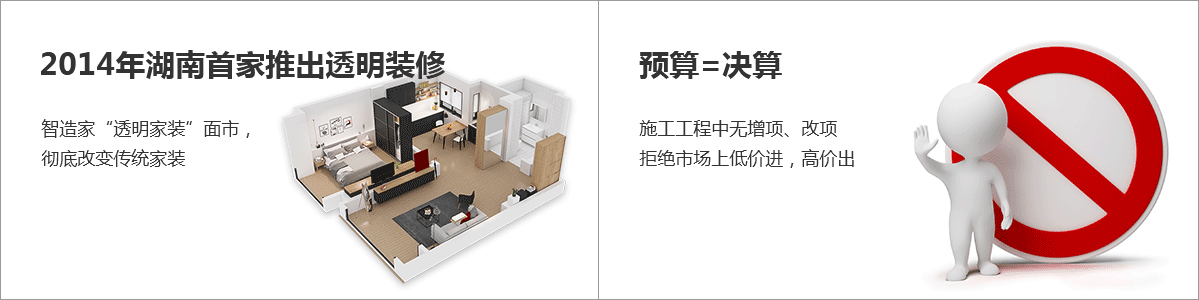 2014年湖南首家推出透明装修
智造家“透明家装”面市，
彻底改变传统家装
预算=决算
施工工程中无增项、改项
拒绝市场上低价进，高价出